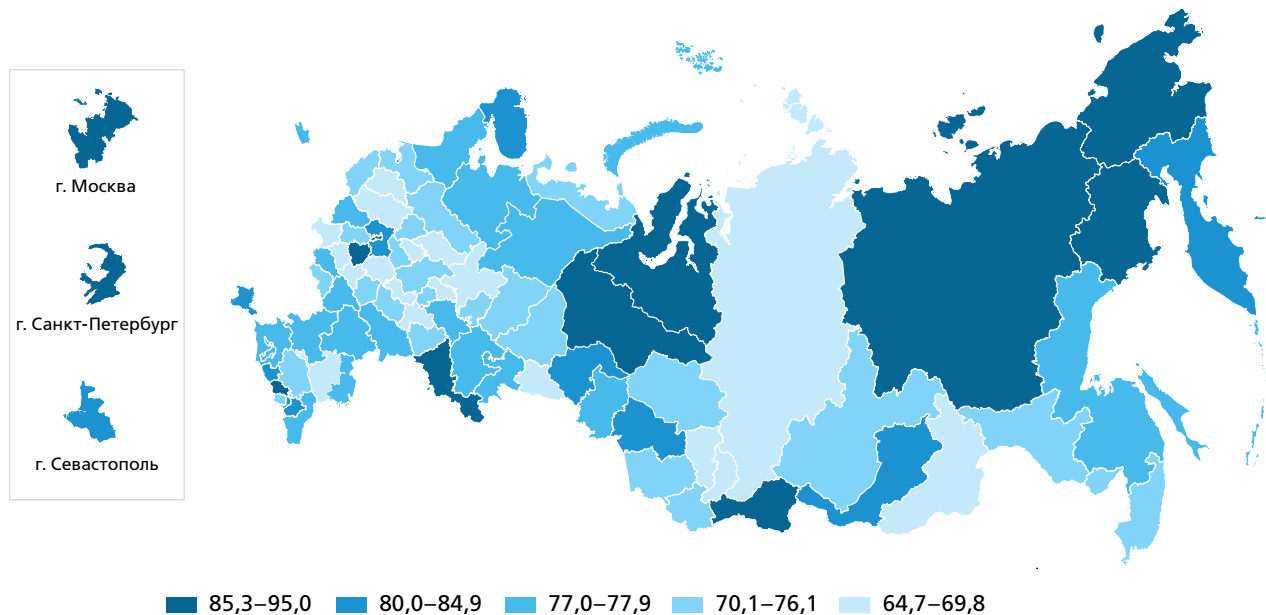 г. Москва
г. Санкт-Петербург
г. Севастополь
85,3–95,0 80,0–84,9 77,0–77,9 70,1–76,1 64,7–69,8